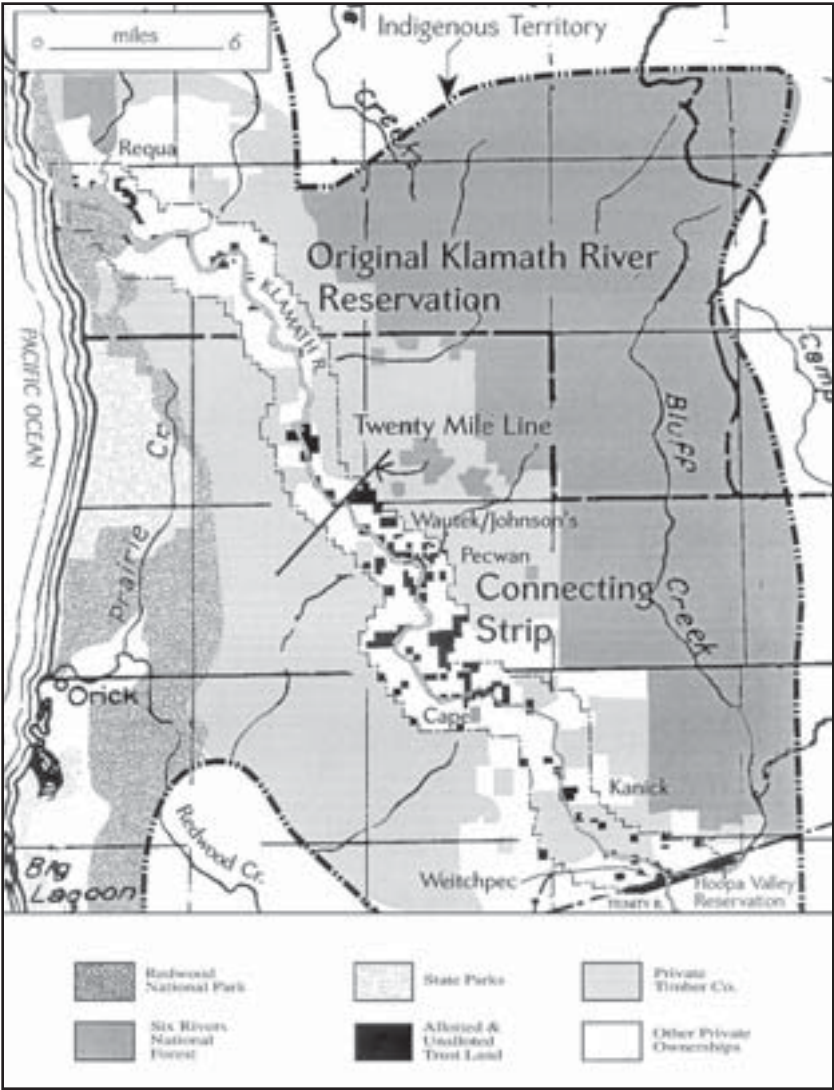 miles
0 6
Indigenous Territory
Creek
Requa
Original Klamath River
Reservation
KLAMATH R.
PACIFIC OCEAN
Camp
Twenty Mile Line
Bluff
Creek
Prairie
Cr.
Wautek/Johnson's
Pecwan
Connecting
Strip
Orick
Capell
Kanick
Redwood Cr.
Big
Lagoon
Weitchpec
Hoopa Valley
Reservation
TRINITY R.
Redwood
National Park
State Parks
Private
Timber Co.
Six Rivers
National
Forest
Allotted &
Unalloted
Trust Land
Other Private
Ownerships